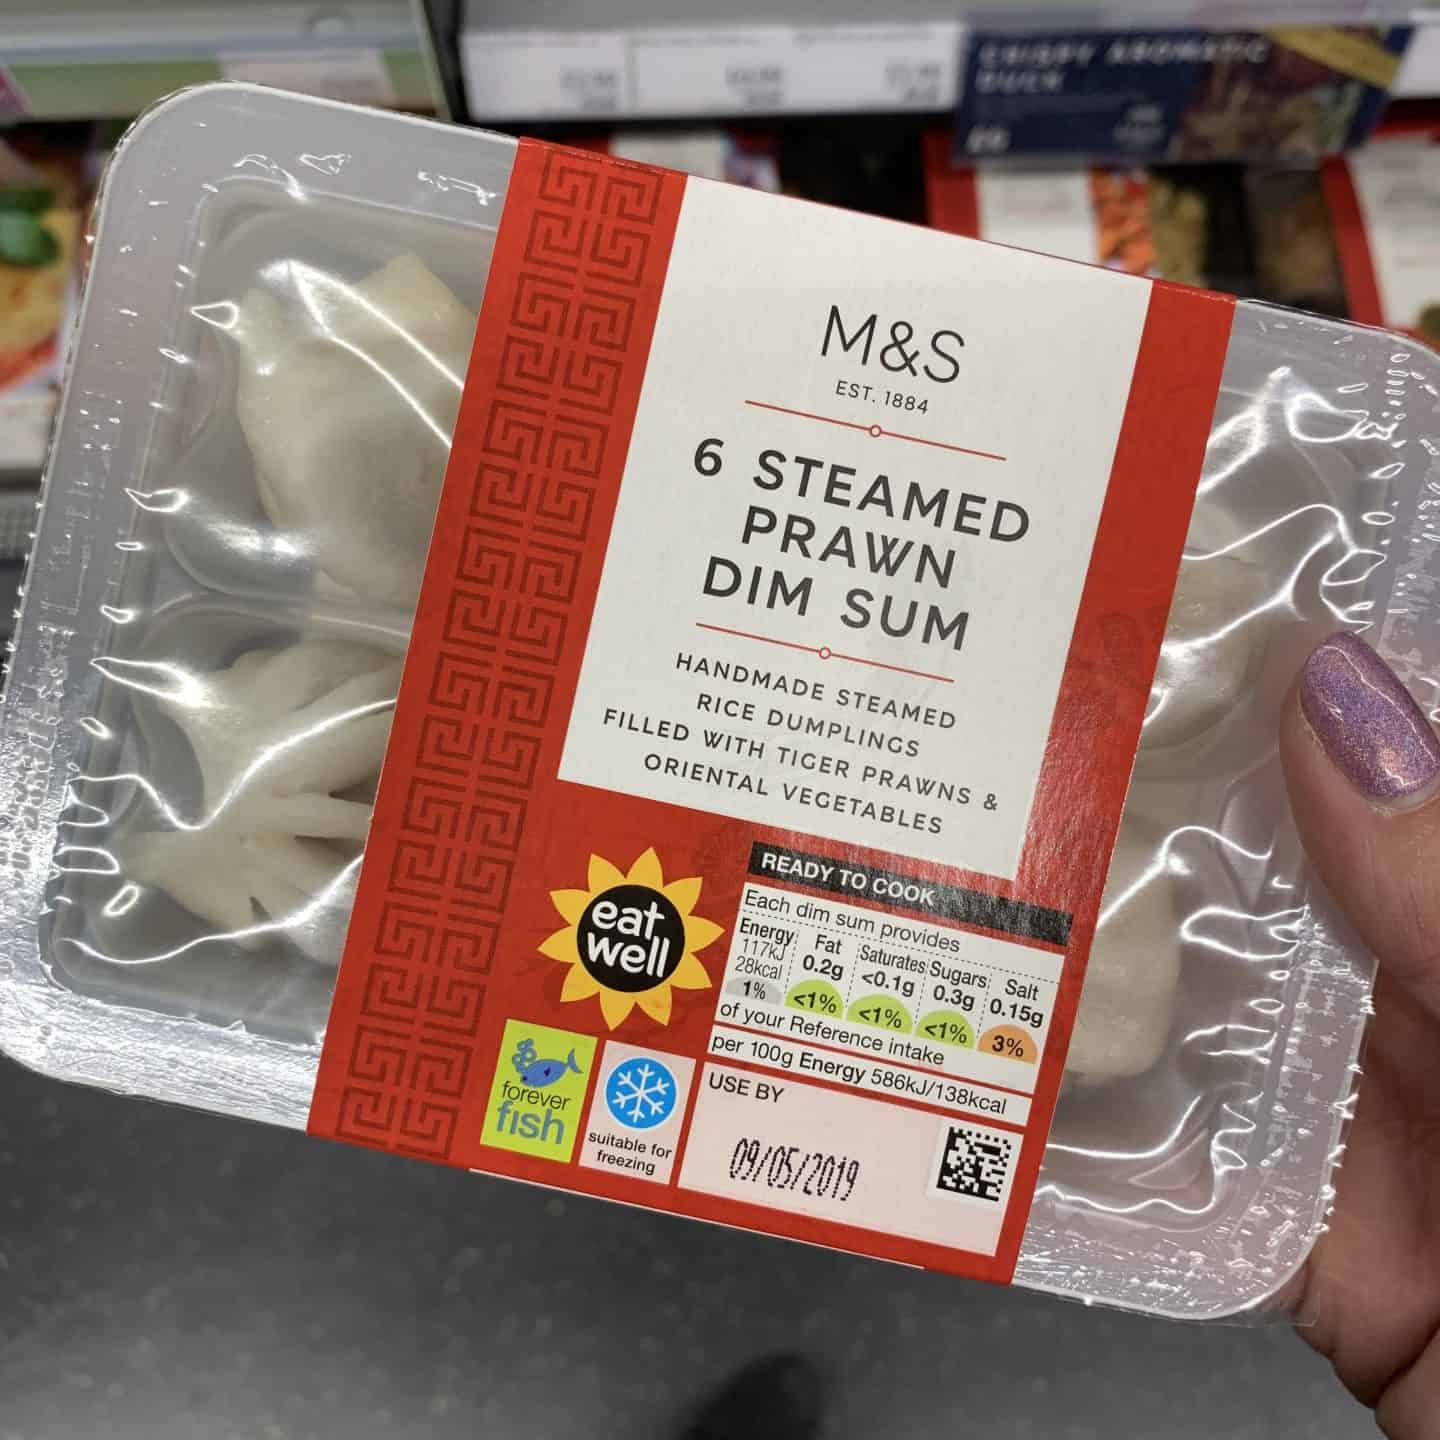 CRISPY AROMATIC
DUCK
M&S
EST. 1884
6 STEAMED
PRAWN
DIM SUM
HANDMADE STEAMED
RICE DUMPLINGS
FILLED WITH TIGER PRAWNS &
ORIENTAL VEGETABLES
eat
well
READY TO COOK
Each dim sum provides
Energy Fat Saturates Sugars Salt
117kJ 0.2g <0.1g 0.3g 0.15g
28kcal
1% <1% <1% <1% 3%
of your Reference intake
per 100g Energy 586kJ/138kcal
forever
fish
suitable for
freezing
USE BY
09/05/2019